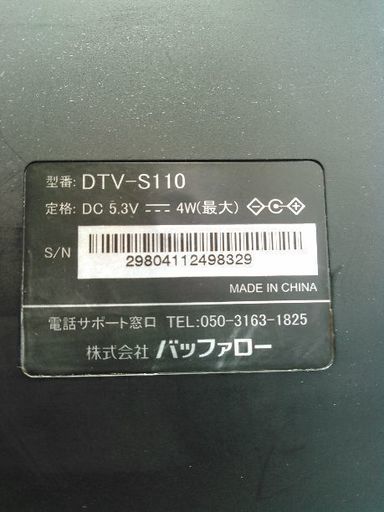 型番: DTV-S110
定格: DC 5.3V ⎓ 4W(最大)
S/N
29804112498329
MADE IN CHINA
電話サポート窓口 TEL:050-3163-1825
株式会社 バッファロー